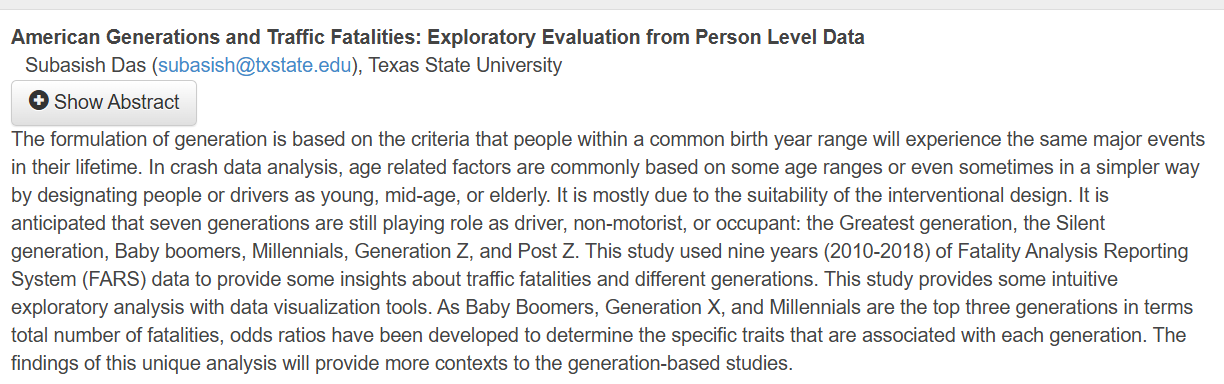 American Generations and Traffic Fatalities: Exploratory Evaluation from Person Level Data
Subasish Das (subasish@txstate.edu), Texas State University
Show Abstract
The formulation of generation is based on the criteria that people within a common birth year range will experience the same major events
in their lifetime. In crash data analysis, age related factors are commonly based on some age ranges or even sometimes in a simpler way
by designating people or drivers as young, mid-age, or elderly. It is mostly due to the suitability of the interventional design. It is
anticipated that seven generations are still playing role as driver, non-motorist, or occupant: the Greatest generation, the Silent
generation, Baby boomers, Millennials, Generation Z, and Post Z. This study used nine years (2010-2018) of Fatality Analysis Reporting
System (FARS) data to provide some insights about traffic fatalities and different generations. This study provides some intuitive
exploratory analysis with data visualization tools. As Baby Boomers, Generation X, and Millennials are the top three generations in terms
total number of fatalities, odds ratios have been developed to determine the specific traits that are associated with each generation. The
findings of this unique analysis will provide more contexts to the generation-based studies.